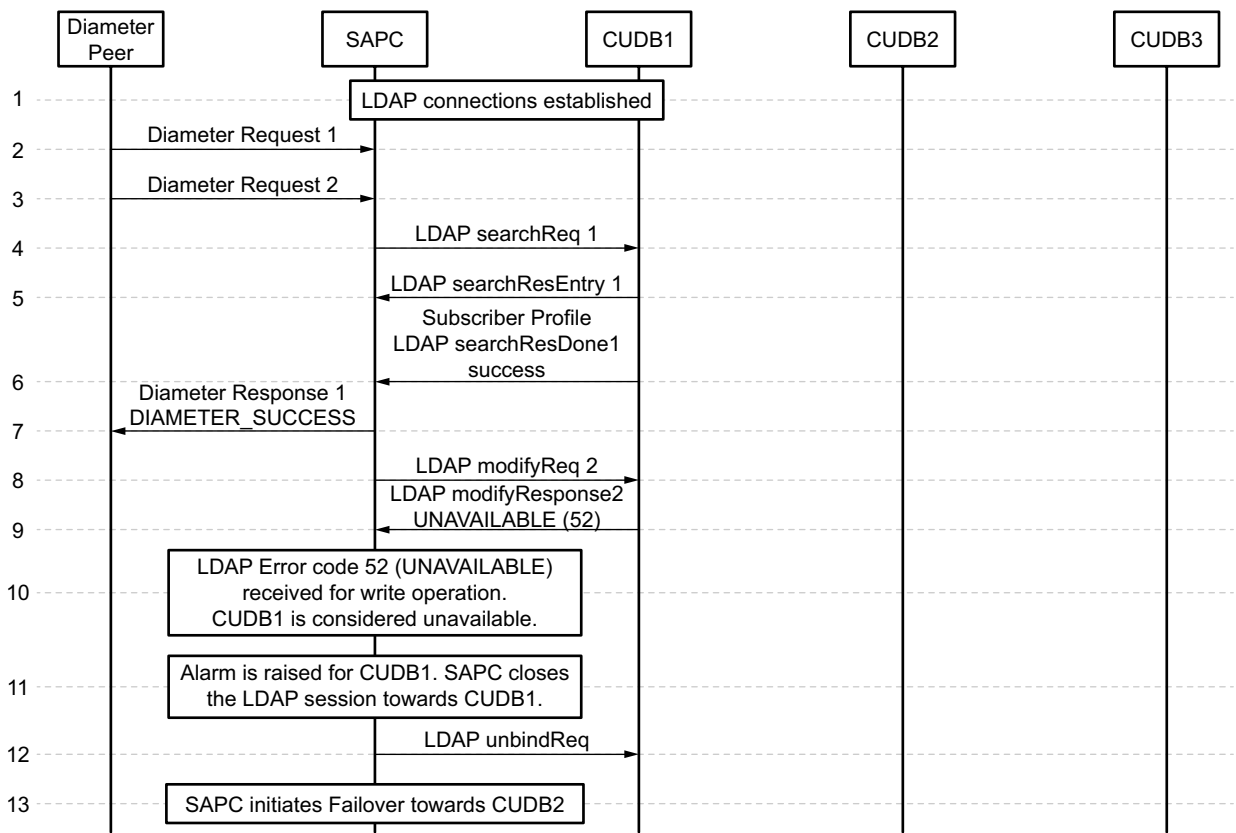 Diameter
Peer
SAPC
CUDB1
CUDB2
CUDB3
1
LDAP connections established
Diameter Request 1
2
Diameter Request 2
3
LDAP searchReq 1
4
LDAP searchResEntry 1
5
Subscriber Profile
LDAP searchResDone1
success
6
Diameter Response 1
DIAMETER_SUCCESS
7
LDAP modifyReq 2
8
LDAP modifyResponse2
UNAVAILABLE (52)
9
LDAP Error code 52 (UNAVAILABLE)
received for write operation.
CUDB1 is considered unavailable.
10
Alarm is raised for CUDB1. SAPC closes
the LDAP session towards CUDB1.
11
LDAP unbindReq
12
SAPC initiates Failover towards CUDB2
13